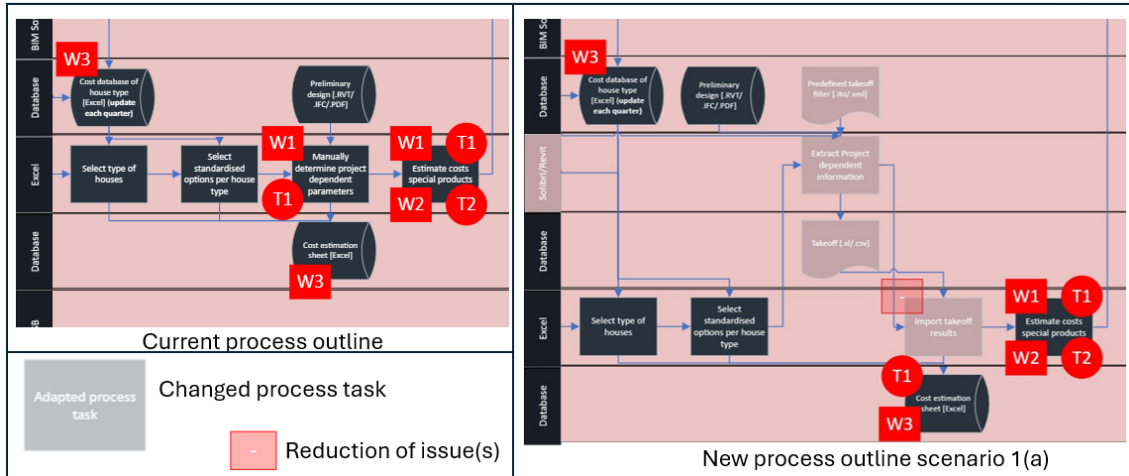 BIM So
W3
Database
Cost database of
house type
[Excel] (update
each quarter)
Preliminary
design [.RVT/
.IFC/.PDF]
Excel
Select type of
houses
Select
standardised
options per house
type
W1
Manually
determine project
dependent
parameters
T1
W1
T1
Estimate costs
special products
W2
T2
Database
Cost estimation
sheet [Excel]
W3
Current process outline
Adapted process
task
Changed process task
-
Reduction of issue(s)
BIM So
W3
Database
Cost database of
house type
[Excel] (update
each quarter)
Preliminary
design [.RVT/
.IFC/.PDF]
Predefined takeoff
filter [.ito/.xml]
Solibri/Revit
Extract Project
dependent
information
Database
Takeoff [.xl/.csv]
Excel
Select type of
houses
Select
standardised
options per house
type
-
Import takeoff
results
W1
T1
Estimate costs
special products
W2
T2
Database
T1
Cost estimation
sheet [Excel]
W3
New process outline scenario 1(a)